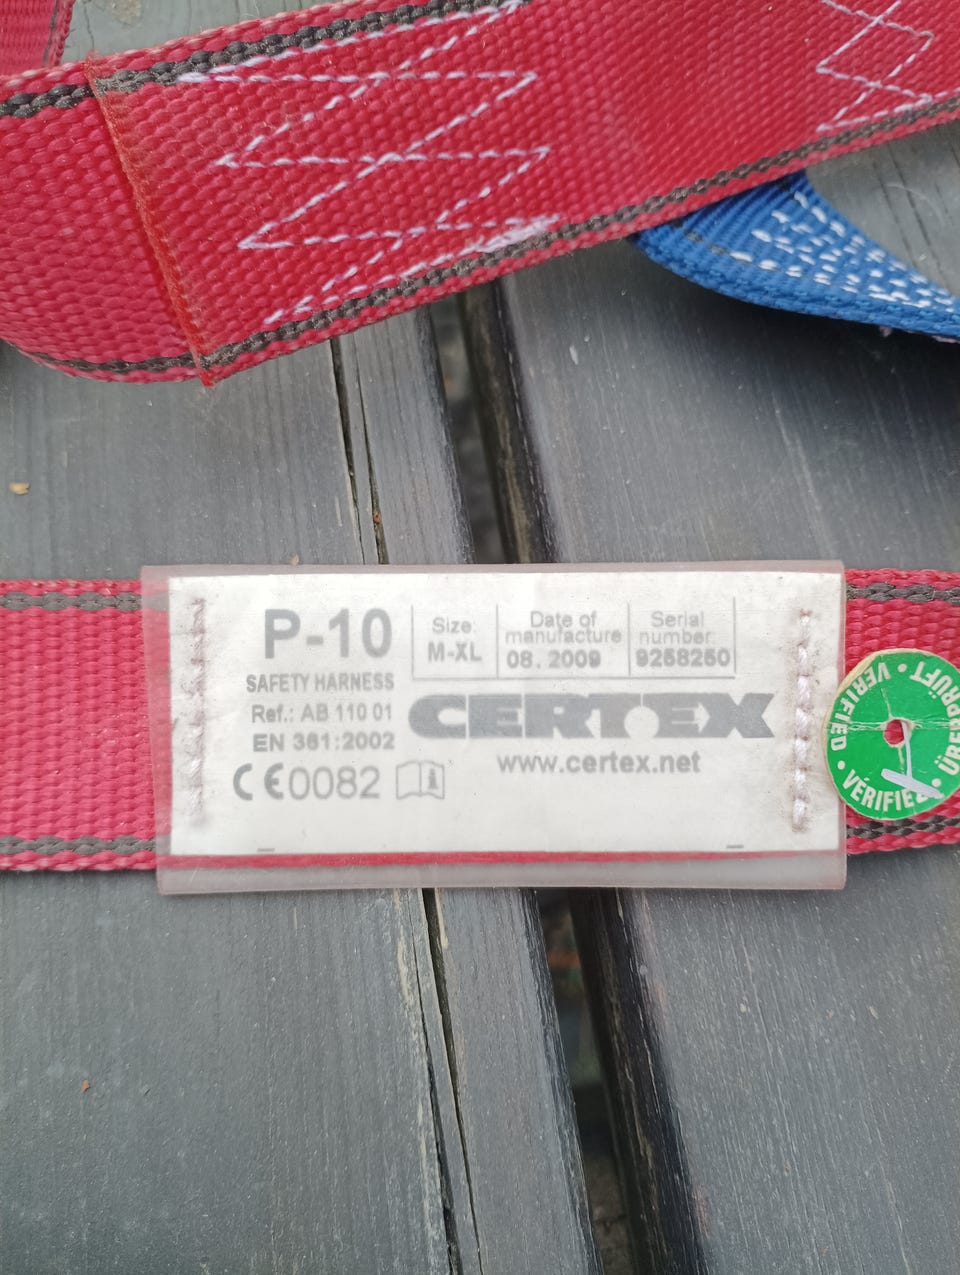 P-10
SAFETY HARNESS
Ref.: AB 110 01
EN 361:2002
CE0082
Size:
M-XL
Date of
manufacture
08. 2009
Serial
number:
9258250
CERTEX
www.certex.net
VERIFIED • ÜBERPRÜFT • VÉRIFIÉ